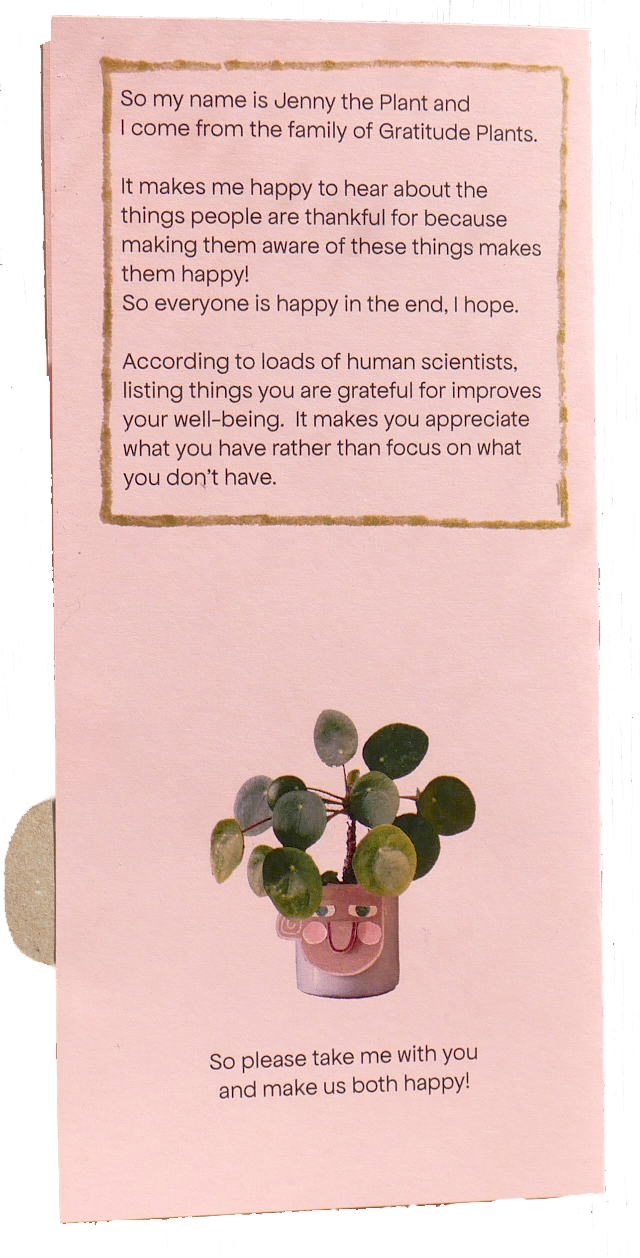 So my name is Jenny the Plant and
I come from the family of Gratitude Plants.
It makes me happy to hear about the
things people are thankful for because
making them aware of these things makes
them happy!
So everyone is happy in the end, I hope.
According to loads of human scientists,
listing things you are grateful for improves
your well-being.  It makes you appreciate
what you have rather than focus on what
you don't have.
So please take me with you
and make us both happy!